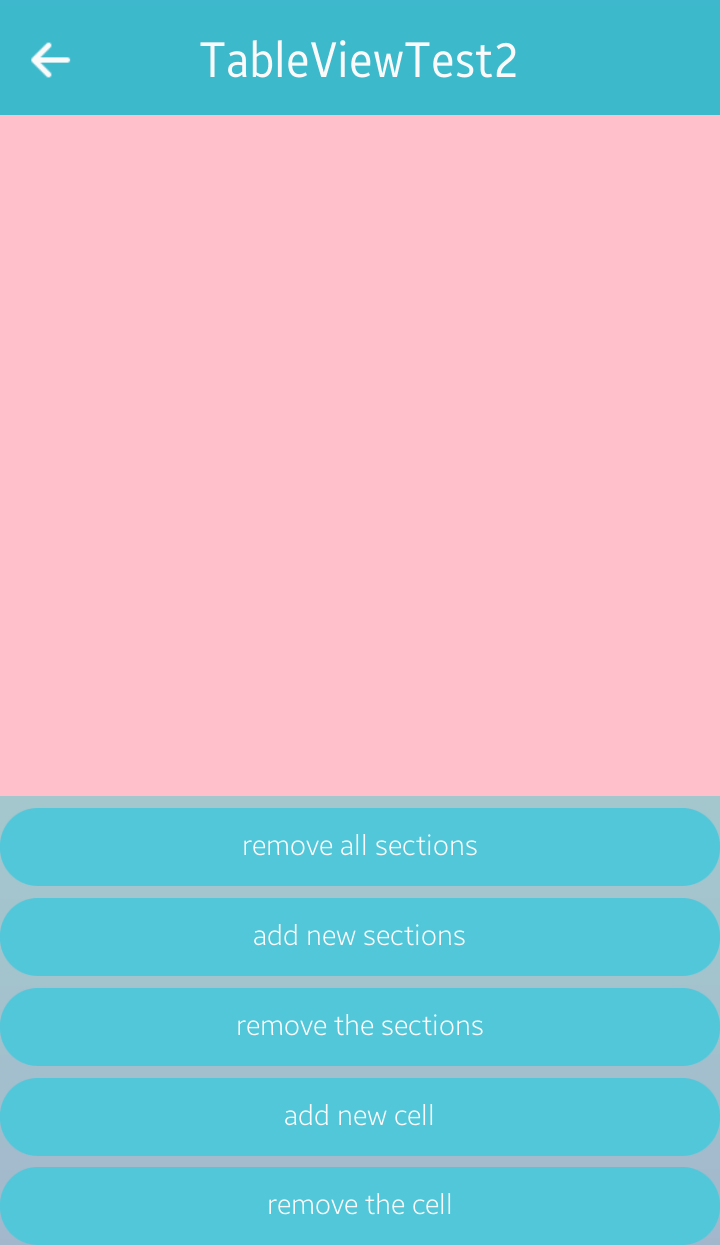 TableViewTest2
remove all sections
add new sections
remove the sections
add new cell
remove the cell